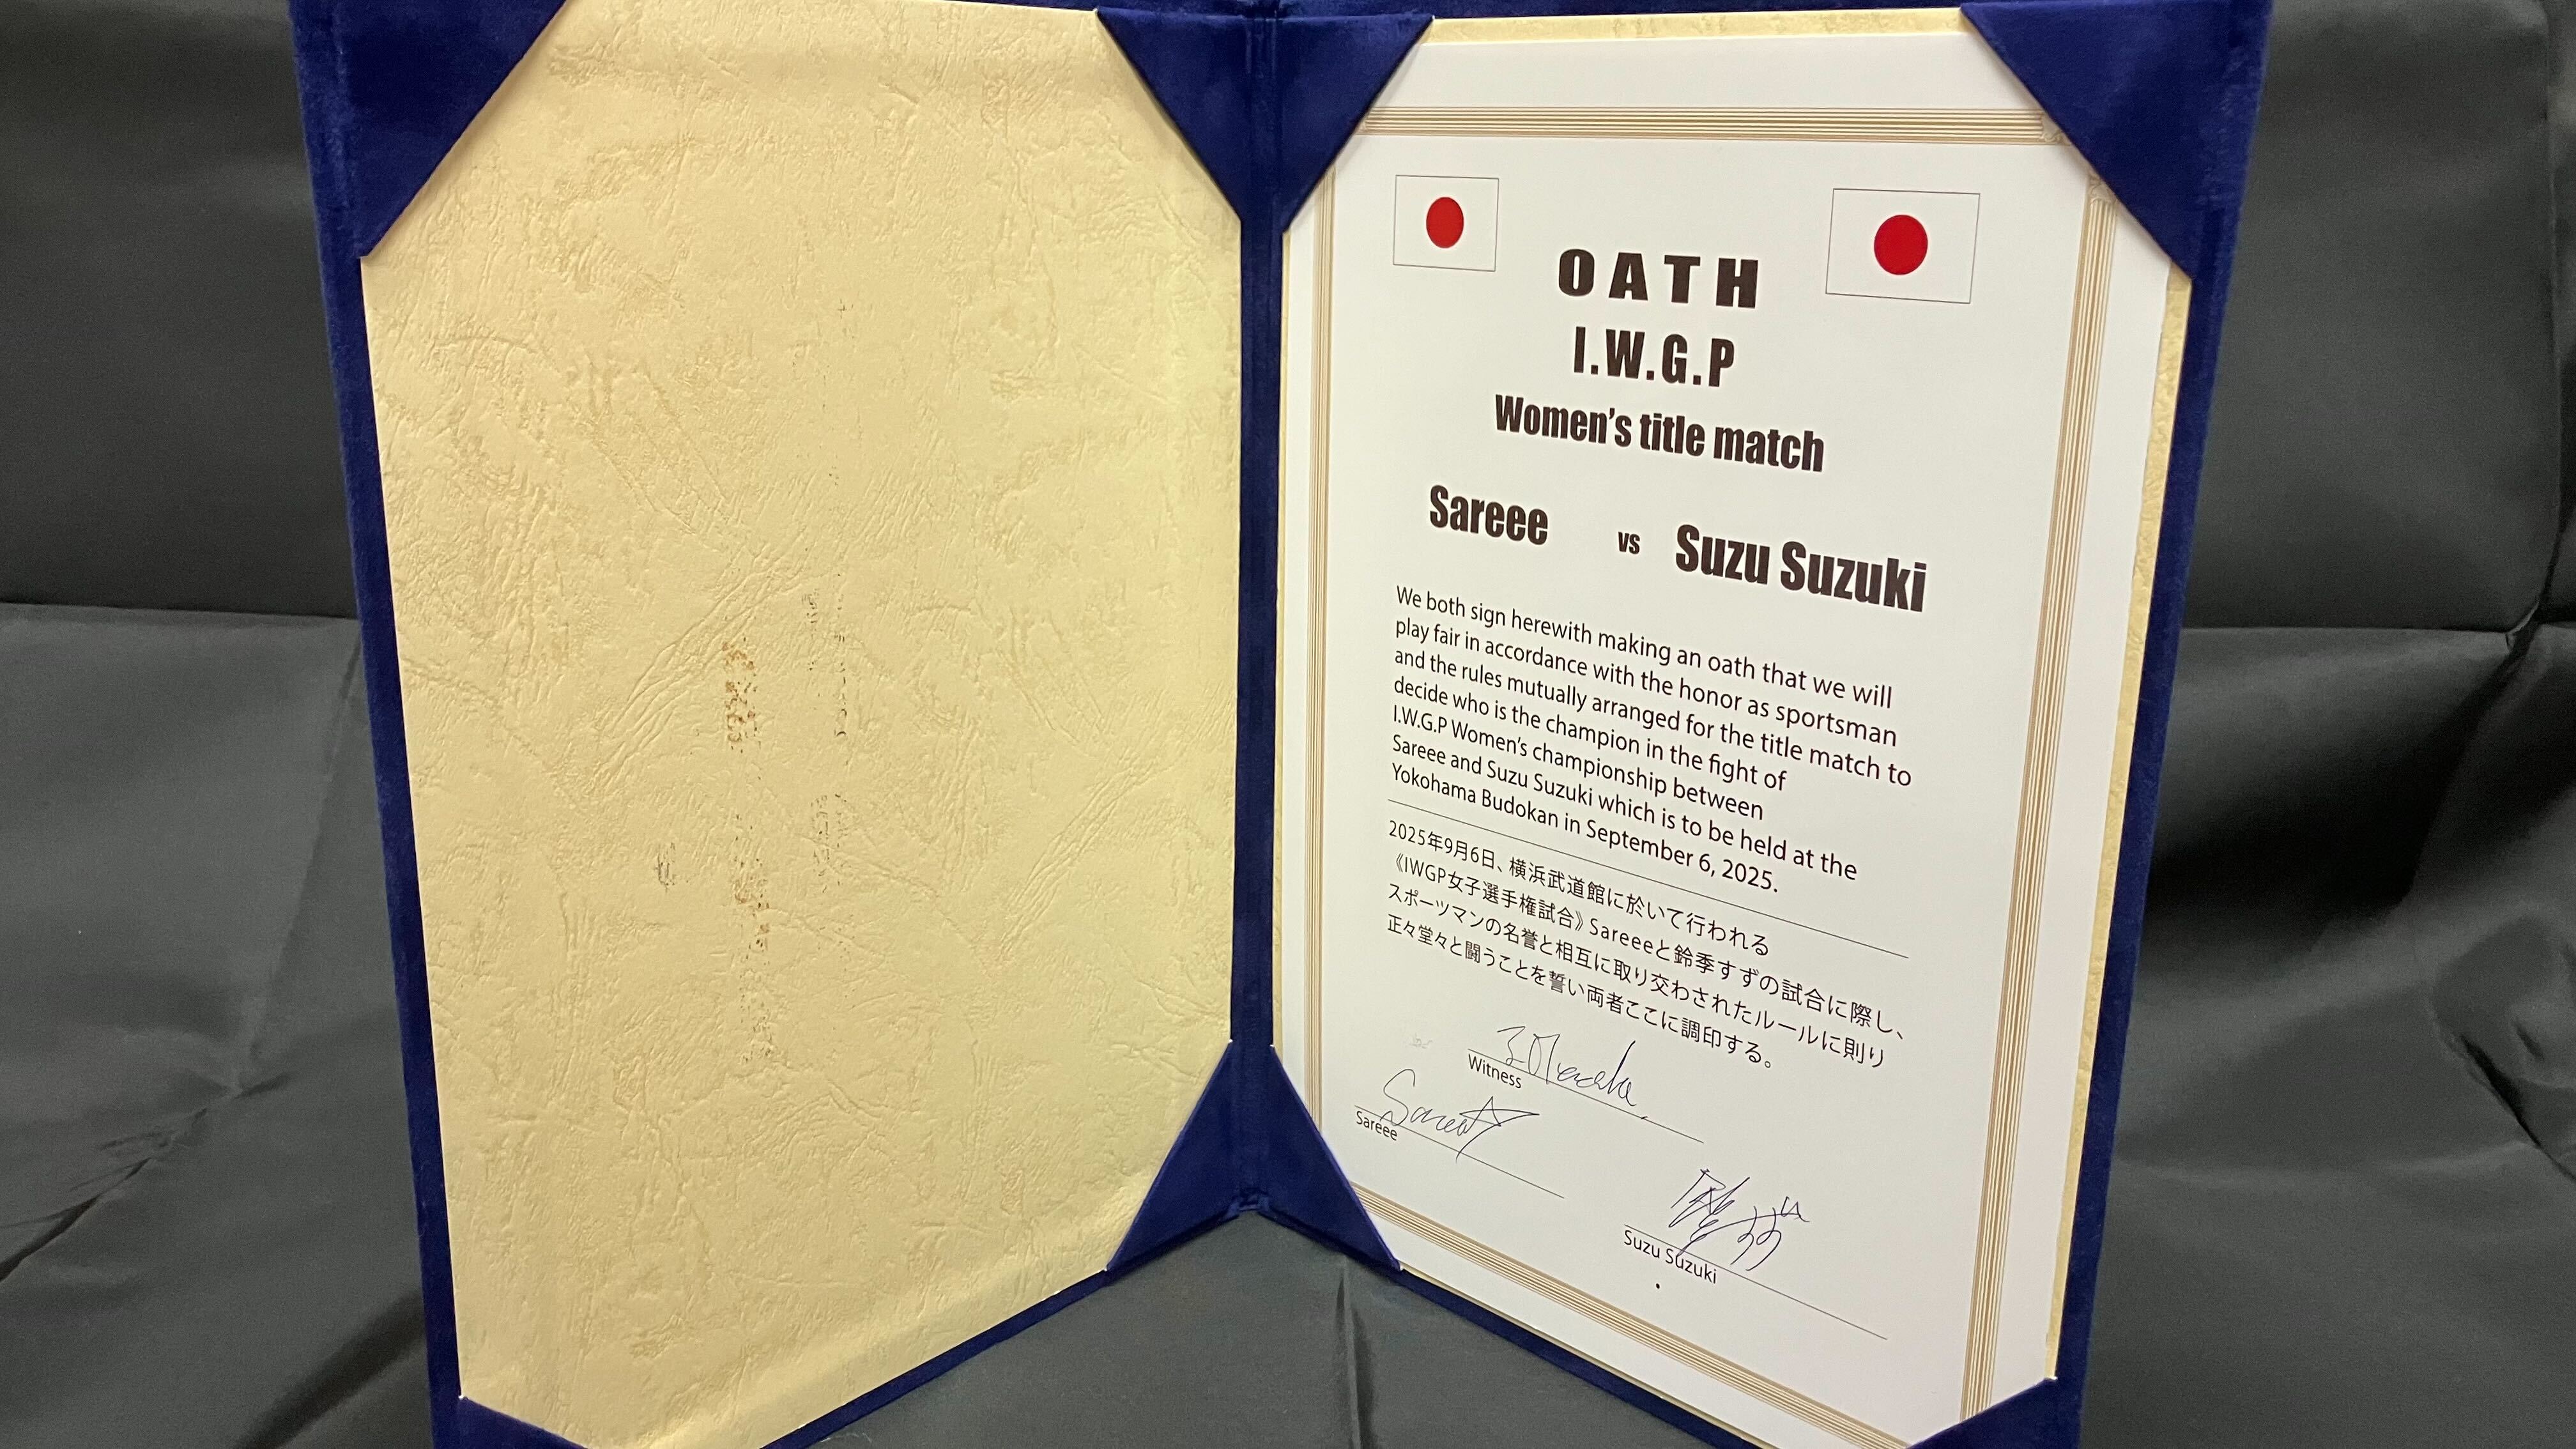 OATH
I.W.G.P
Women's title match
Sareee vs Suzu Suzuki
We both sign herewith making an oath that we will
play fair in accordance with the honor as sportsman
and the rules mutually arranged for the title match to
decide who is the champion in the fight of
I.W.G.P Women's championship between
Sareee and Suzu Suzuki which is to be held at the
Yokohama Budokan in September 6, 2025.
2025年9月6日、横浜武道館に於いて行われる
《IWGP女子選手権試合》Sareeeと鈴季すずの試合に際し、
スポーツマンの名誉と相互に取り交わされたルールに則り
正々堂々と闘うことを誓い両者ここに調印する。
Witness
Sareee
Suzu Suzuki